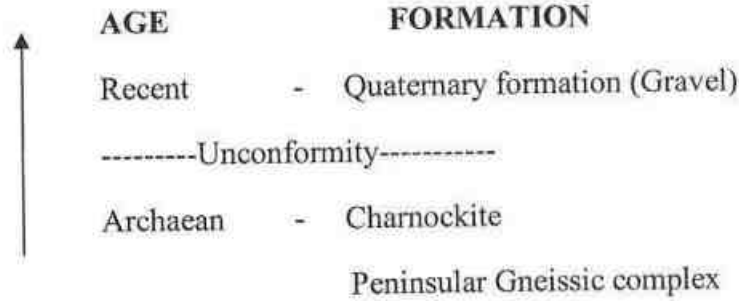 AGE FORMATION
Recent - Quaternary formation (Gravel)
---------Unconformity-----------
Archaean - Charnockite
Peninsular Gneissic complex